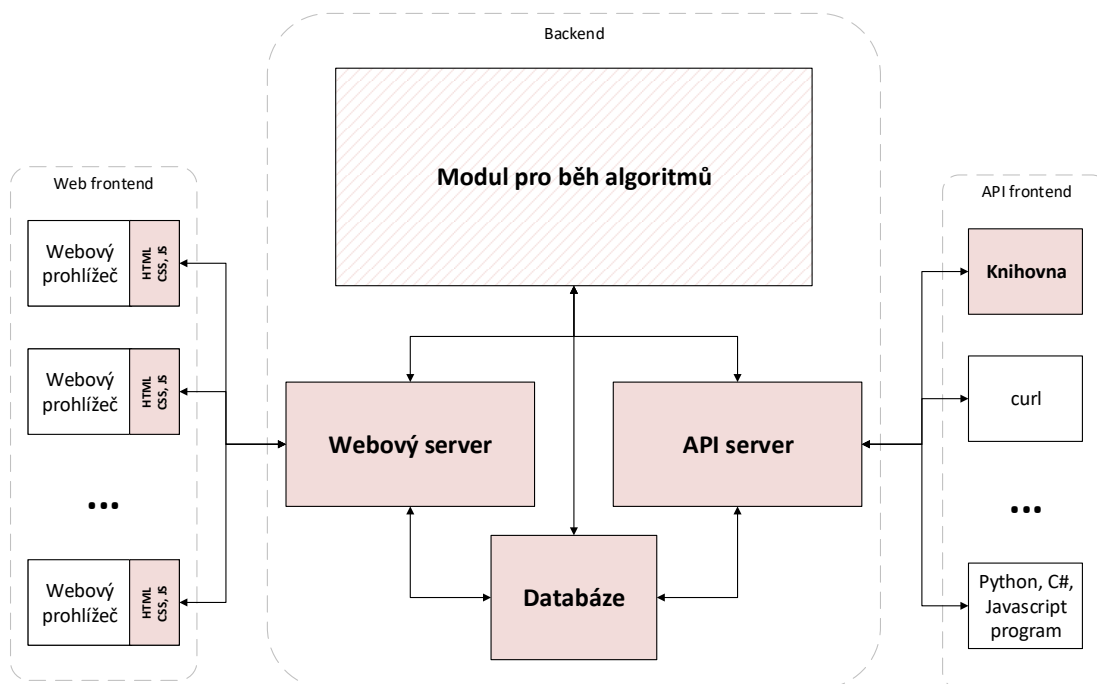 Backend
Modul pro běh algoritmů
Web frontend
Webový
prohlížeč
HTML
CSS, JS
Webový
prohlížeč
HTML
CSS, JS
...
Webový
prohlížeč
HTML
CSS, JS
Webový server
API server
Databáze
API frontend
Knihovna
curl
...
Python, C#,
Javascript
program